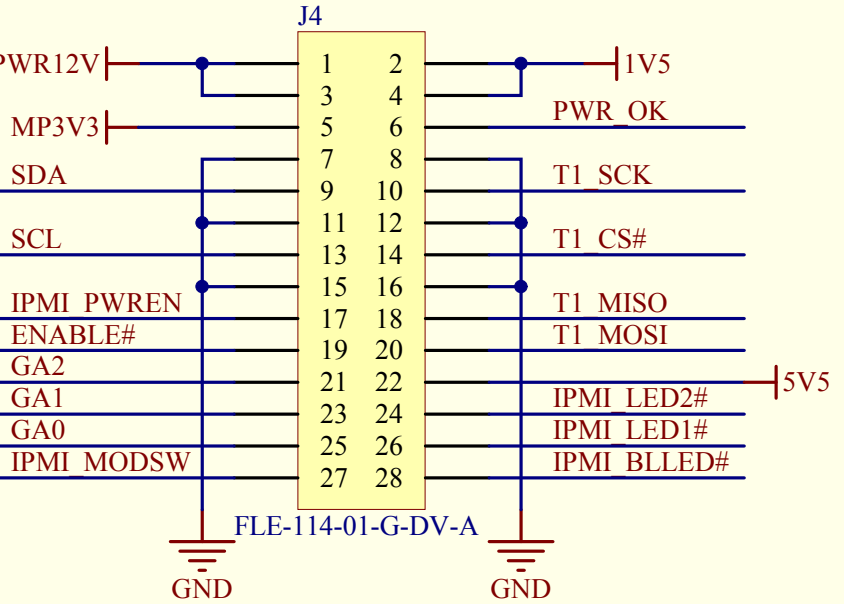 J4
PWR12V 1 2 1V5
3 4
MP3V3 5 6 PWR_OK
7 8
SDA 9 10 T1_SCK
11 12
SCL 13 14 T1_CS#
15 16
IPMI_PWREN 17 18 T1_MISO
ENABLE# 19 20 T1_MOSI
GA2 21 22 5V5
GA1 23 24 IPMI_LED2#
GA0 25 26 IPMI_LED1#
IPMI_MODSW 27 28 IPMI_BLLED#
FLE-114-01-G-DV-A
GND GND